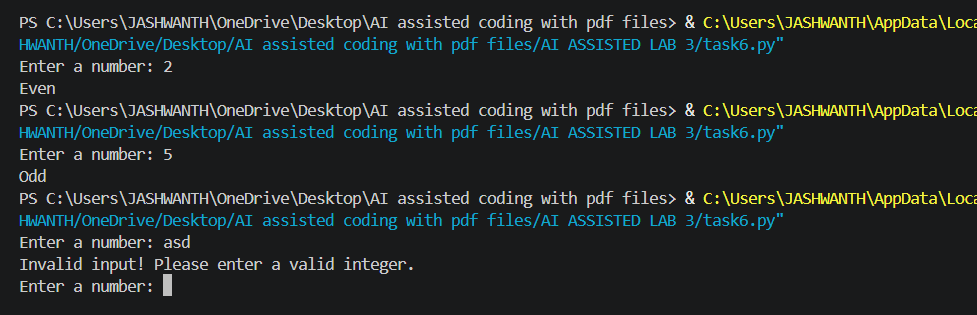 PS C:\Users\JASHWANTH\OneDrive\Desktop\AI assisted coding with pdf files> & C:\Users\JASHWANTH\AppData\Loca
HWANTH/OneDrive/Desktop/AI assisted coding with pdf files/AI ASSISTED LAB 3/task6.py"
Enter a number: 2
Even
PS C:\Users\JASHWANTH\OneDrive\Desktop\AI assisted coding with pdf files> & C:\Users\JASHWANTH\AppData\Loca
HWANTH/OneDrive/Desktop/AI assisted coding with pdf files/AI ASSISTED LAB 3/task6.py"
Enter a number: 5
Odd
PS C:\Users\JASHWANTH\OneDrive\Desktop\AI assisted coding with pdf files> & C:\Users\JASHWANTH\AppData\Loca
HWANTH/OneDrive/Desktop/AI assisted coding with pdf files/AI ASSISTED LAB 3/task6.py"
Enter a number: asd
Invalid input! Please enter a valid integer.
Enter a number: